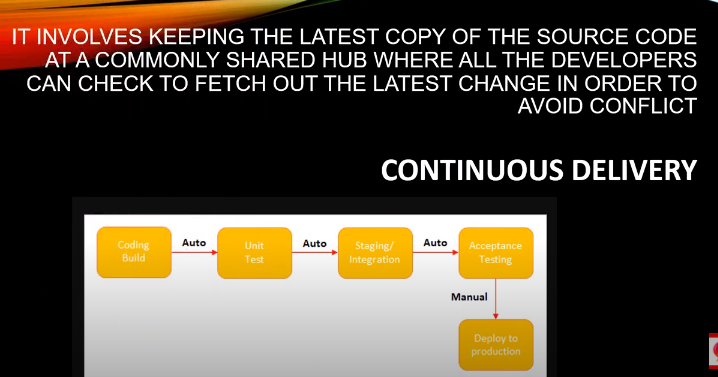 IT INVOLVES KEEPING THE LATEST COPY OF THE SOURCE CODE
AT A COMMONLY SHARED HUB WHERE ALL THE DEVELOPERS
CAN CHECK TO FETCH OUT THE LATEST CHANGE IN ORDER TO
AVOID CONFLICT
CONTINUOUS DELIVERY
Coding
Build
Auto
Unit
Test
Auto
Staging/
Integration
Auto
Acceptance
Testing
Manual
Deploy to
production